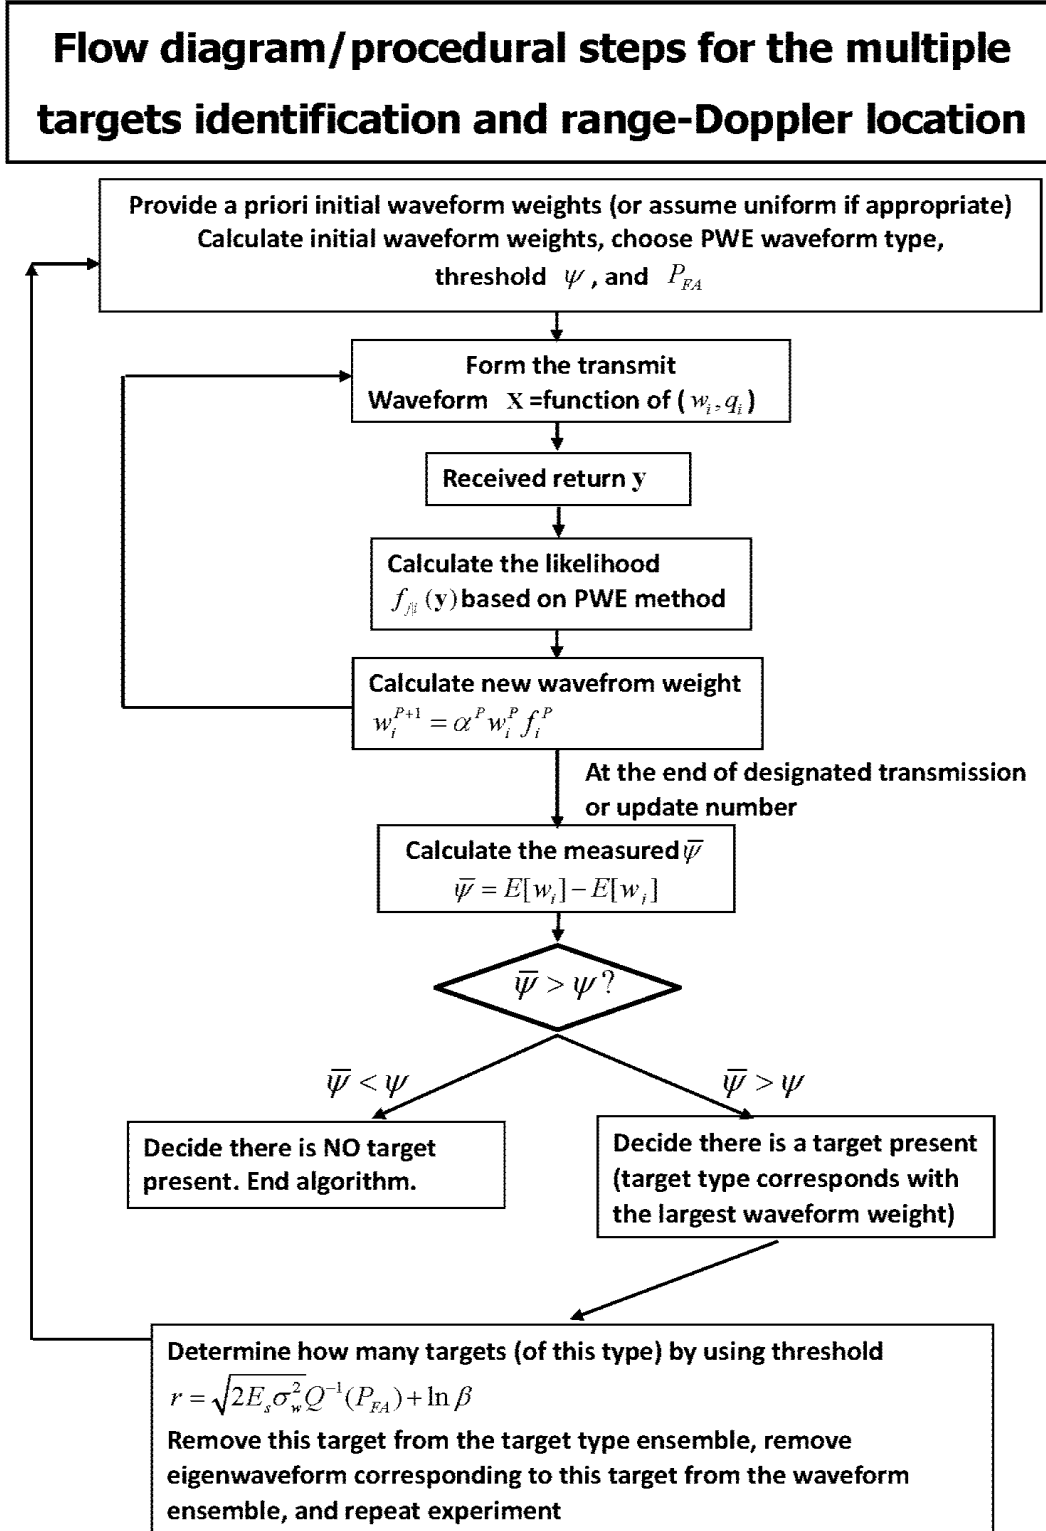 Flow diagram/procedural steps for the multiple
targets identification and range-Doppler location
Provide a priori initial waveform weights (or assume uniform if appropriate)
Calculate initial waveform weights, choose PWE waveform type,
threshold ψ , and P_{FA}
Form the transmit
Waveform X =function of ( w_i, q_i )
Received return y
Calculate the likelihood
f_{j|i} (y) based on PWE method
Calculate new wavefrom weight
w_i^{P+1} = α^P w_i^P f_i^P
At the end of designated transmission
or update number
Calculate the measured ψ̅
ψ̅ = E[w_i] − E[w_j]
ψ̅ > ψ ?
ψ̅ < ψ
ψ̅ > ψ
Decide there is NO target
present. End algorithm.
Decide there is a target present
(target type corresponds with
the largest waveform weight)
Determine how many targets (of this type) by using threshold
r = √(2E_s σ_w^2) Q^{-1}(P_{FA}) + ln β
Remove this target from the target type ensemble, remove
eigenwaveform corresponding to this target from the waveform
ensemble, and repeat experiment